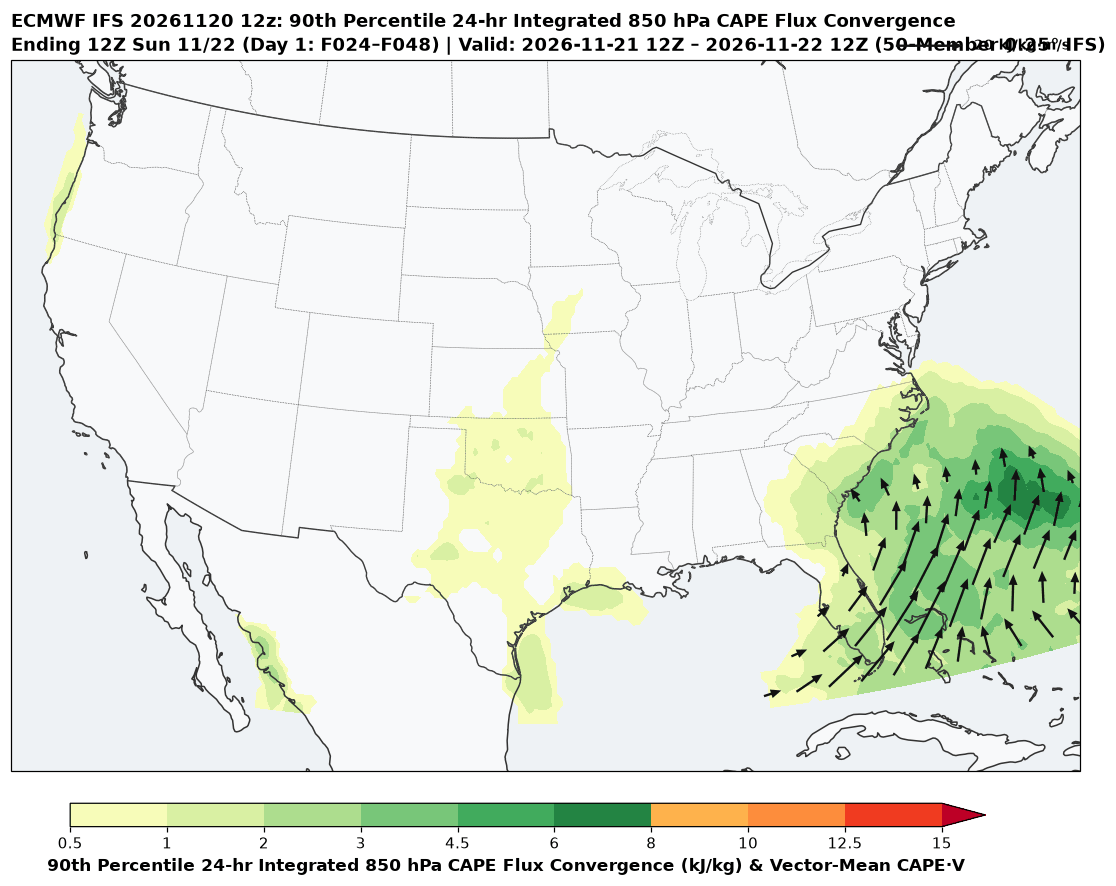 ECMWF IFS 20261120 12z: 90th Percentile 24-hr Integrated 850 hPa CAPE Flux Convergence
Ending 12Z Sun 11/22 (Day 1: F024–F048) | Valid: 2026-11-21 12Z – 2026-11-22 12Z (50-Member 0.25° IFS)
0.5 1 2 3 4.5 6 8 10 12.5 15
90th Percentile 24-hr Integrated 850 hPa CAPE Flux Convergence (kJ/kg) & Vector-Mean CAPE·V